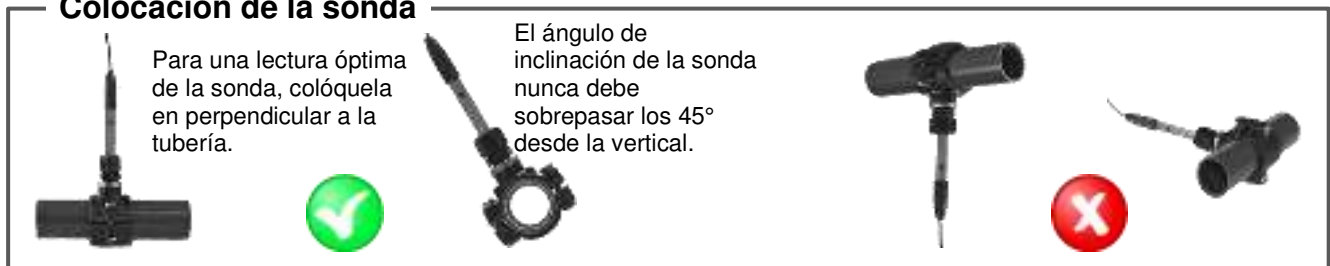 Colocación de la sonda
Para una lectura óptima
de la sonda, colóquela
en perpendicular a la
tubería.
El ángulo de
inclinación de la sonda
nunca debe
sobrepasar los 45°
desde la vertical.